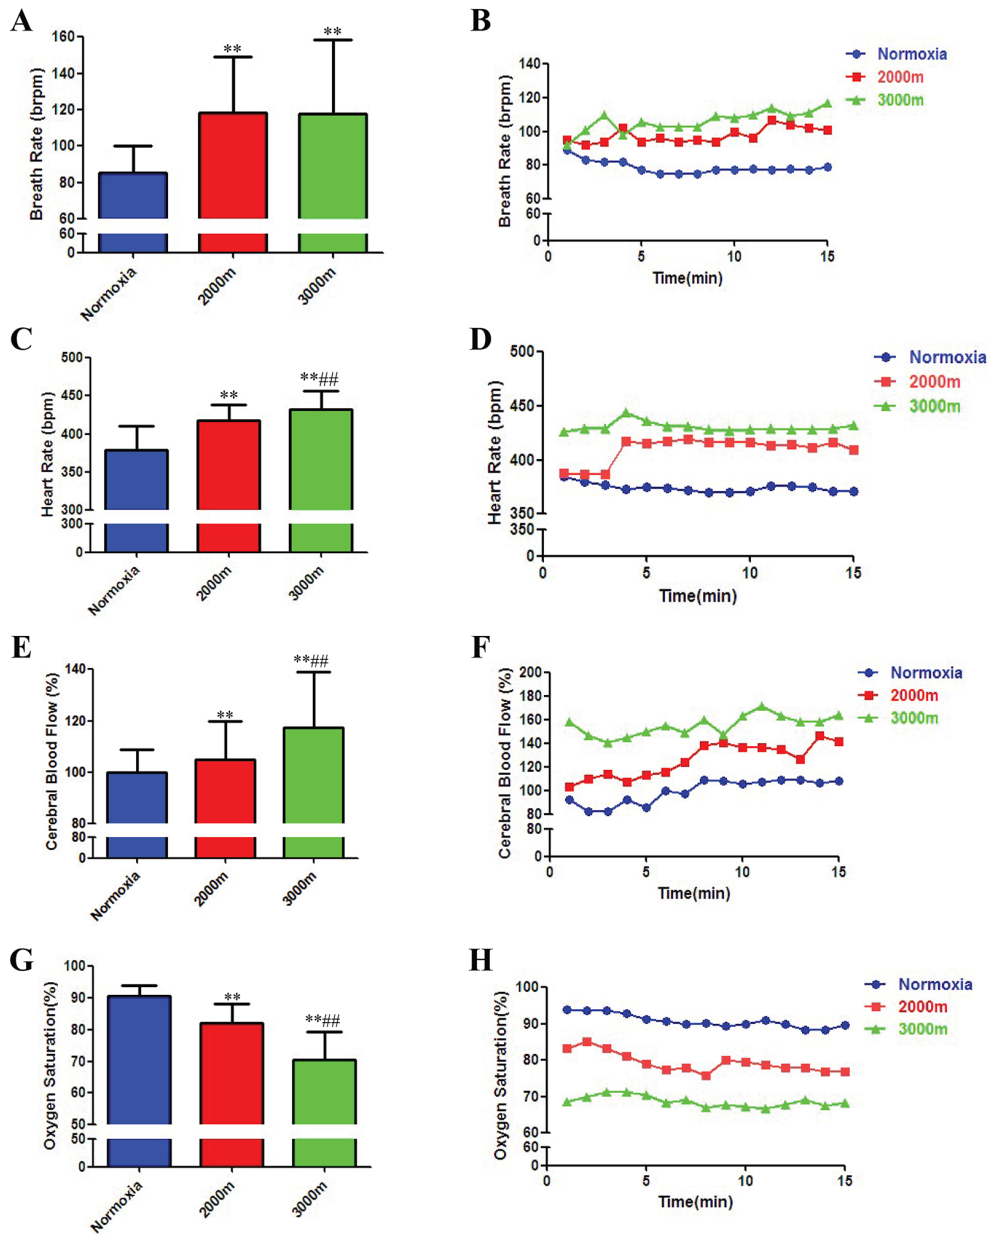 A
Breath Rate (brpm)
160
140
120
100
80
60
60
0
**
**
Normoxia
2000m
3000m
B
Breath Rate (brpm)
140
120
100
80
60
60
0
0
5
10
15
Time(min)
Normoxia
2000m
3000m
C
Heart Rate (bpm)
500
450
400
350
300
300
0
**
**##
Normoxia
2000m
3000m
D
Heart Rate (bpm)
500
450
400
350
350
0
0
5
10
15
Time(min)
Normoxia
2000m
3000m
E
Cerebral Blood Flow (%)
140
120
100
80
80
0
**
**##
Normoxia
2000m
3000m
F
Cerebral Blood Flow (%)
200
180
160
140
120
100
80
80
0
0
5
10
15
Time(min)
Normoxia
2000m
3000m
G
Oxygen Saturation(%)
100
90
80
70
60
50
50
0
**
**##
Normoxia
2000m
3000m
H
Oxygen Saturation(%)
100
90
80
70
60
60
0
0
5
10
15
Time(min)
Normoxia
2000m
3000m